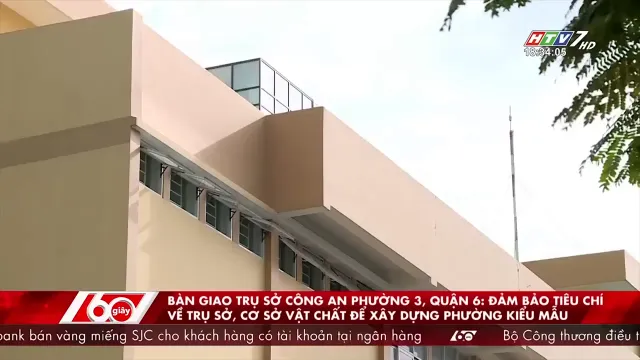 HTV7 HD
18:34:05
60 giây
BÀN GIAO TRỤ SỞ CÔNG AN PHƯỜNG 3, QUẬN 6: ĐẢM BẢO TIÊU CHÍ
VỀ TRỤ SỞ, CƠ SỞ VẬT CHẤT ĐỂ XÂY DỰNG PHƯỜNG KIỂU MẪU
bank bán vàng miếng SJC cho khách hàng có tài khoản tại ngân hàng 60 Bộ Công thương điều